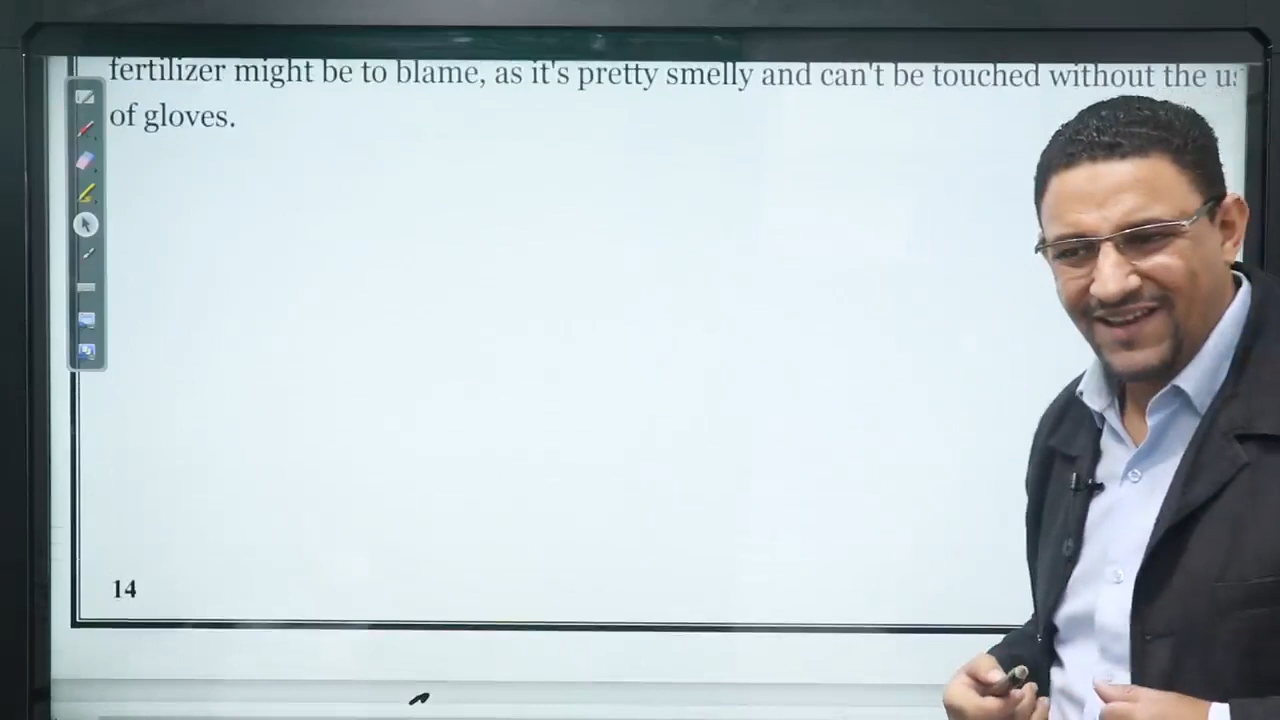 fertilizer might be to blame, as it's pretty smelly and can't be touched without the
of gloves.
14